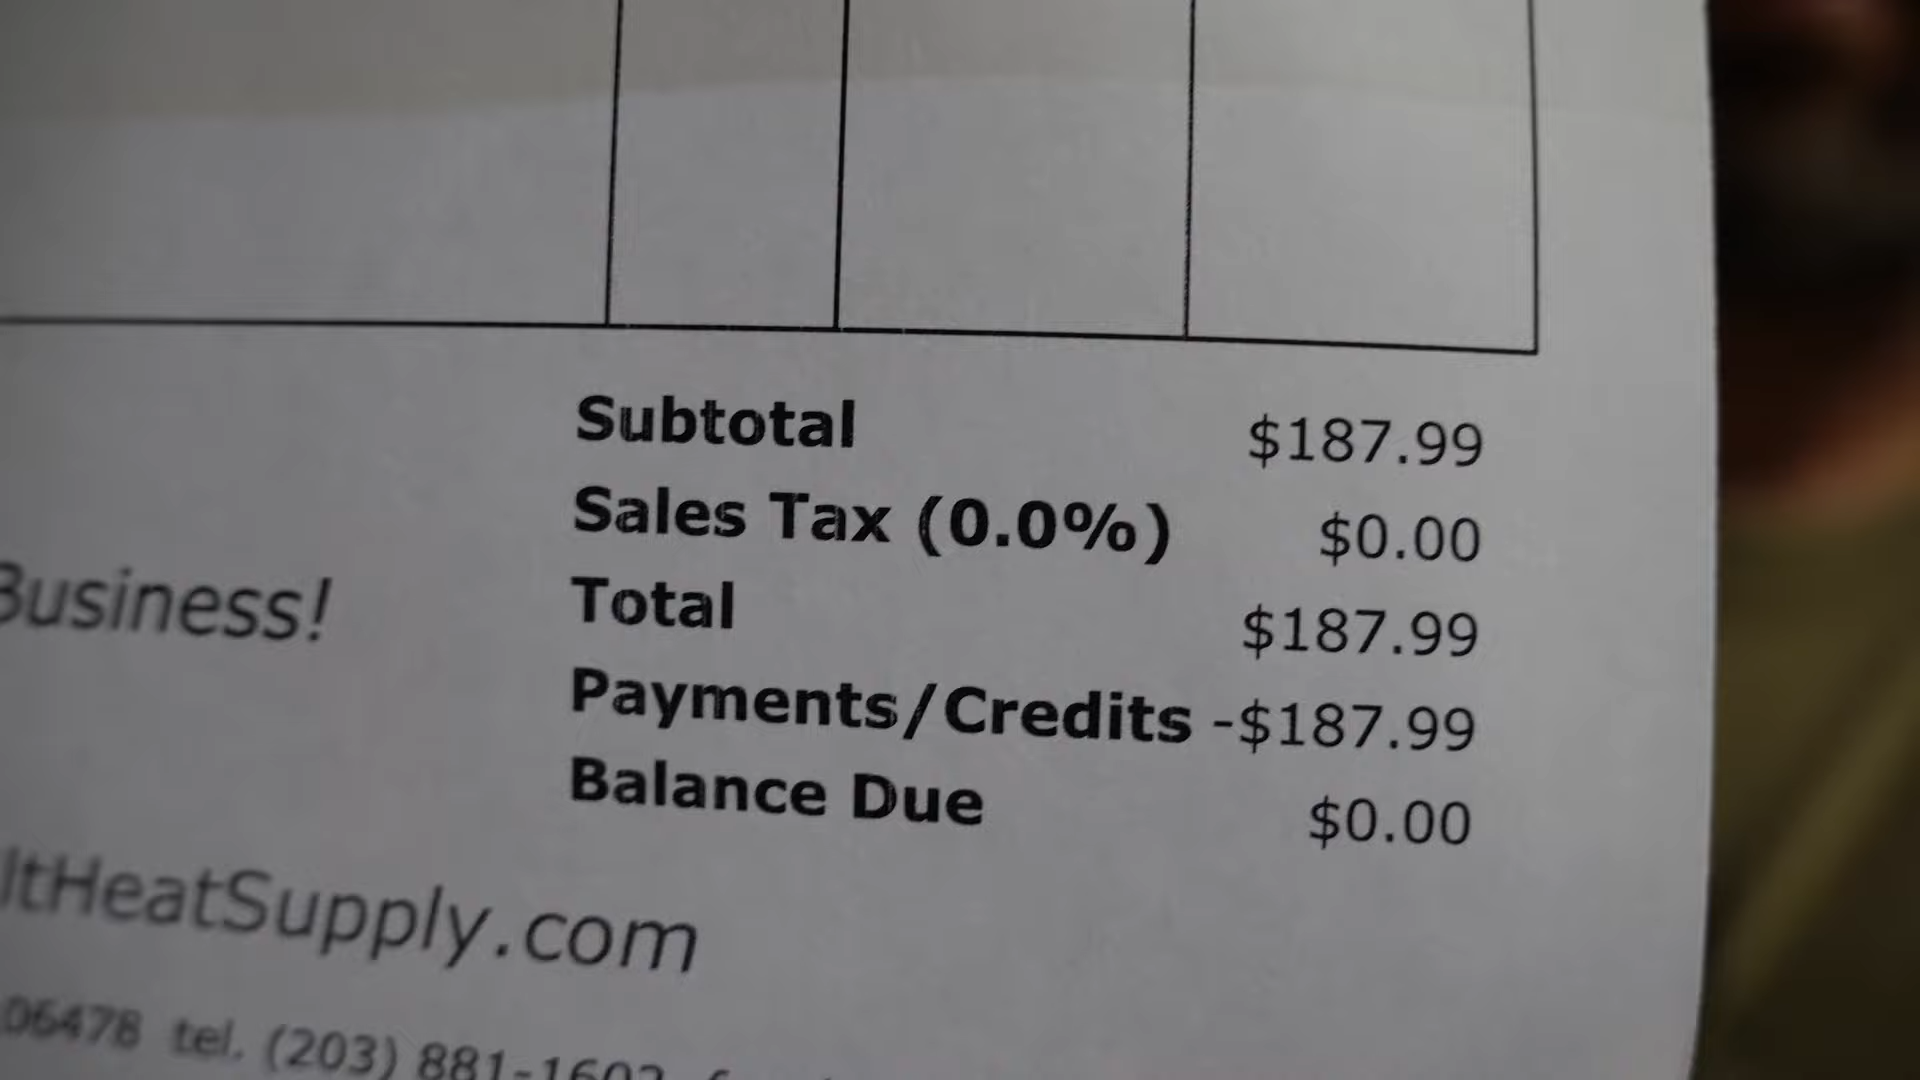 Subtotal $187.99
Sales Tax (0.0%) $0.00
Business!
Total $187.99
Payments/Credits -$187.99
Balance Due $0.00
ltHeatSupply.com
06478 tel. (203) 881-1602